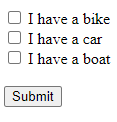 I have a bike
I have a car
I have a boat
Submit